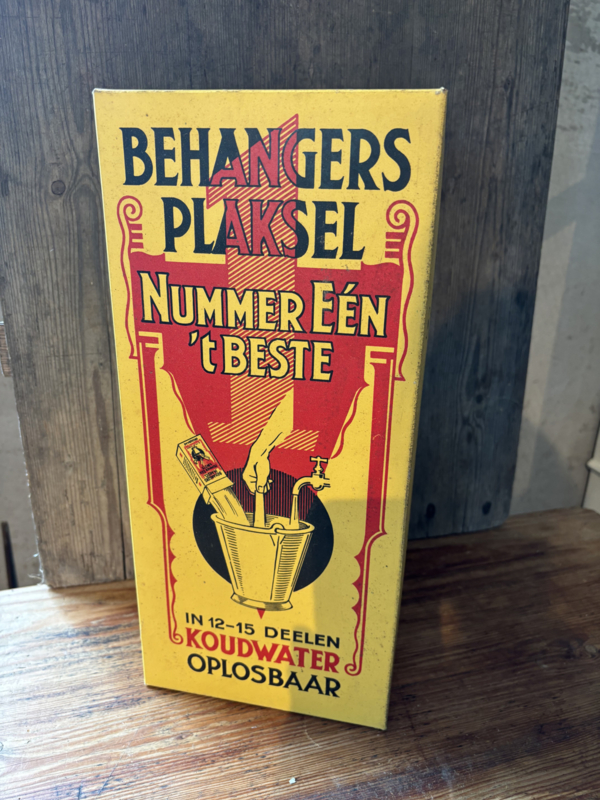 BEHANGERS
PLAKSEL
NUMMER EÉN
'T BESTE
IN 12-15 DEELEN
KOUDWATER
OPLOSBAAR